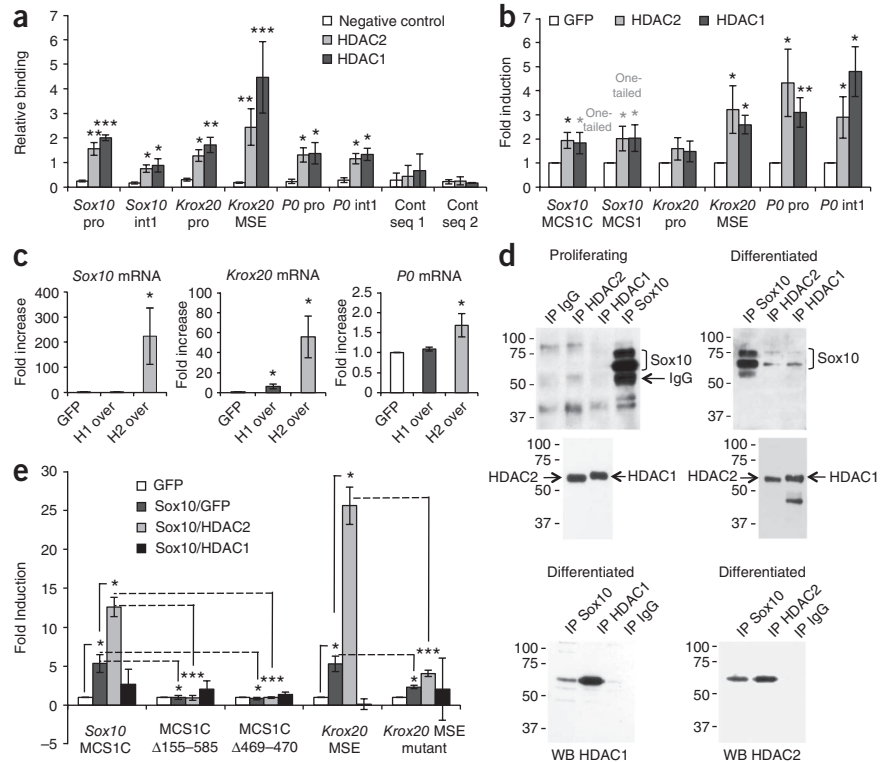 a
Relative binding
7
6
5
4
3
2
1
0
Negative control
HDAC2
HDAC1
** *** * * * ** ** *** * * * *
Sox10 pro
Sox10 int1
Krox20 pro
Krox20 MSE
P0 pro
P0 int1
Cont seq 1
Cont seq 2
b
Fold induction
7
6
5
4
3
2
1
0
GFP
HDAC2
HDAC1
One-tailed
One-tailed
* * * * * * * ** * *
Sox10 MCS1C
Sox10 MCS1
Krox20 pro
Krox20 MSE
P0 pro
P0 int1
c
Sox10 mRNA
Fold increase
400
300
200
100
0
*
GFP
H1 over
H2 over
Krox20 mRNA
Fold increase
100
80
60
40
20
0
* *
GFP
H1 over
H2 over
P0 mRNA
Fold increase
2.5
2.0
1.5
1.0
0.5
0
*
GFP
H1 over
H2 over
d
Proliferating
IP IgG
IP HDAC2
IP HDAC1
IP Sox10
100 -
75 -
50 -
37 -
Sox10
IgG
100 -
75 -
HDAC2
50 -
37 -
HDAC1
Differentiated
IP Sox10
IP HDAC2
IP HDAC1
100 -
75 -
50 -
37 -
Sox10
100 -
75 -
HDAC2
50 -
37 -
HDAC1
Differentiated
IP Sox10
IP HDAC1
IP IgG
100 -
75 -
50 -
37 -
WB HDAC1
Differentiated
IP Sox10
IP HDAC2
IP IgG
100 -
75 -
50 -
37 -
WB HDAC2
e
Fold Induction
30
25
20
15
10
5
0
−5
GFP
Sox10/GFP
Sox10/HDAC2
Sox10/HDAC1
* * * *** * *** * * * ***
Sox10 MCS1C
MCS1C Δ155–585
MCS1C Δ469–470
Krox20 MSE
Krox20 MSE mutant